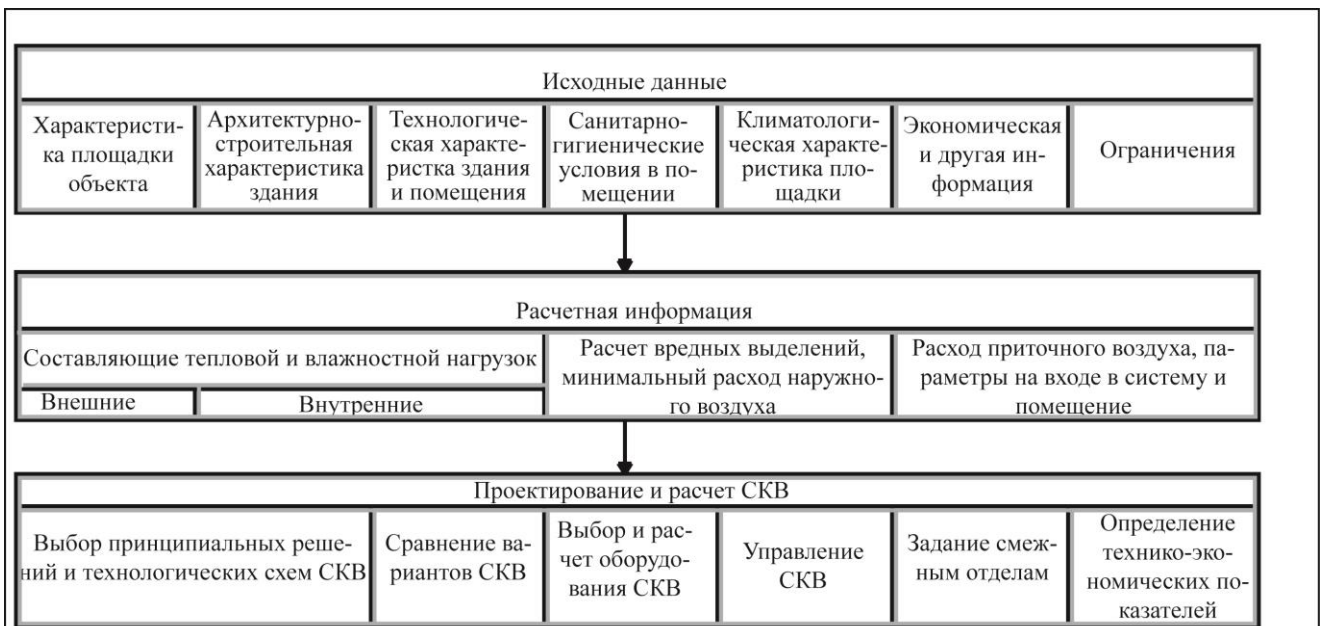 Исходные данные
Характеристи-
ка площадки
объекта
Архитектурно-
строительная
характеристика
здания
Технологиче-
ская характе-
ристка здания
и помещения
Санитарно-
гигиенические
условия в по-
мещении
Климатологи-
ческая характе-
ристика пло-
щадки
Экономическая
и другая ин-
формация
Ограничения
Расчетная информация
Составляющие тепловой и влажностной нагрузок
Внешние
Внутренние
Расчет вредных выделений,
минимальный расход наружно-
го воздуха
Расход приточного воздуха, па-
раметры на входе в систему и
помещение
Проектирование и расчет СКВ
Выбор принципиальных реше-
ний и технологических схем СКВ
Сравнение ва-
риантов СКВ
Выбор и рас-
чет оборудо-
вания СКВ
Управление
СКВ
Задание смеж-
ным отделам
Определение
технико-эко-
номических по-
казателей